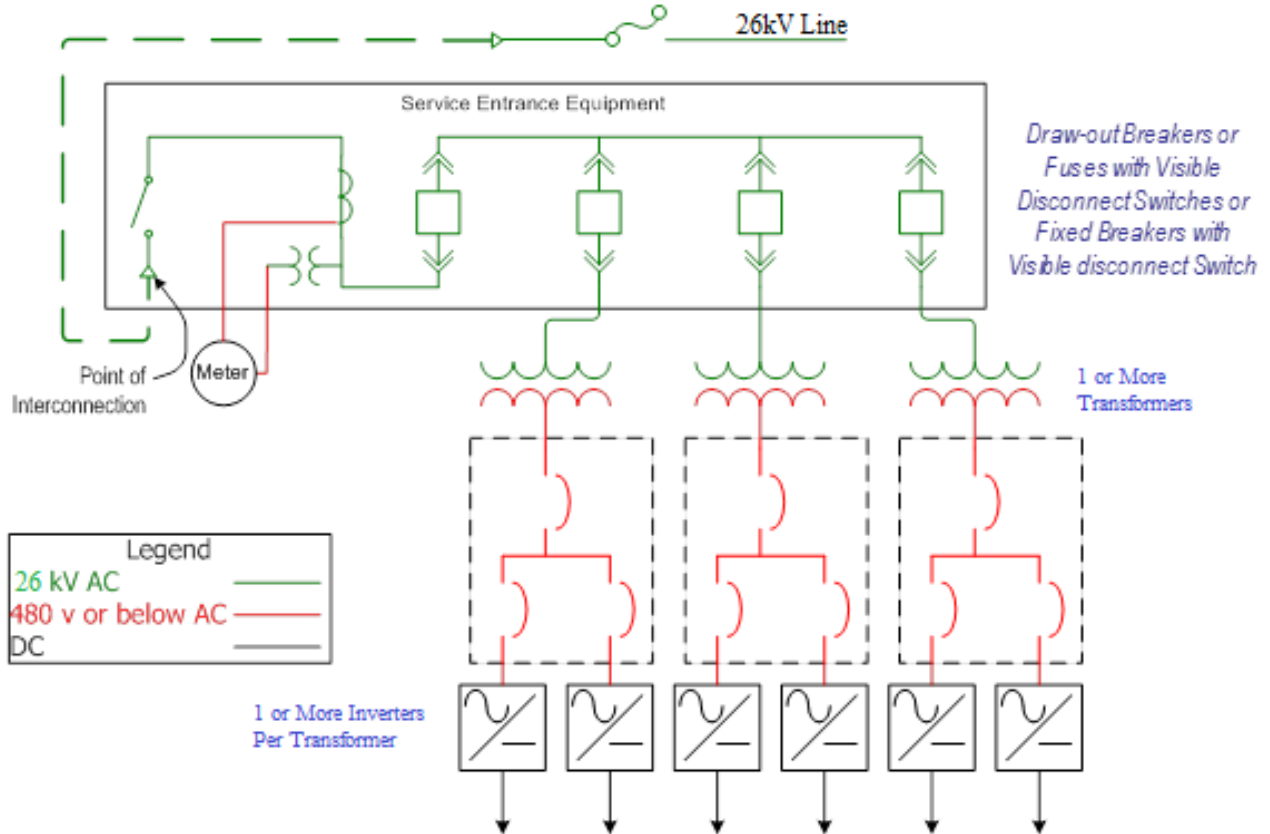 26kV Line
Service Entrance Equipment
Draw-out Breakers or
Fuses with Visible
Disconnect Switches or
Fixed Breakers with
Visible disconnect Switch
Point of
Interconnection
Meter
1 or More
Transformers
Legend
26 kV AC
480 v or below AC
DC
1 or More Inverters
Per Transformer